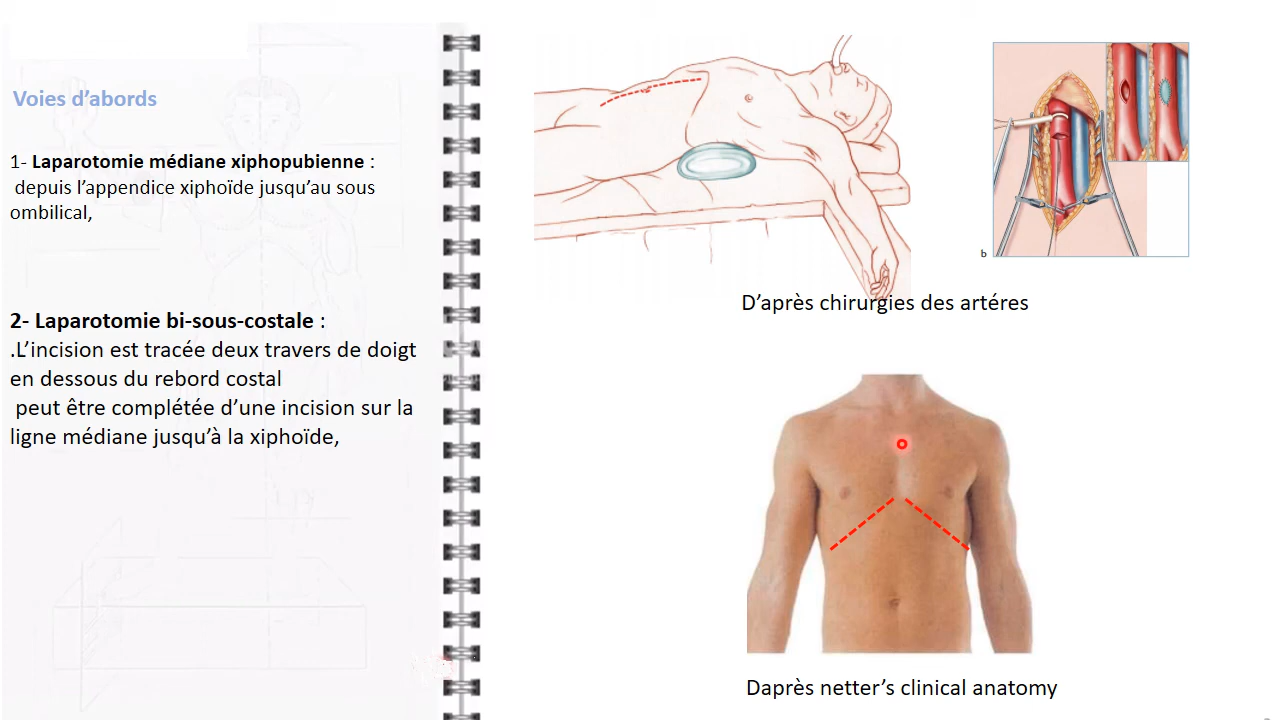 Voies d’abords
1- Laparotomie médiane xiphopubienne :
depuis l’appendice xiphoïde jusqu’au sous
ombilical,
2- Laparotomie bi-sous-costale :
.L’incision est tracée deux travers de doigt
en dessous du rebord costal
peut être complétée d’une incision sur la
ligne médiane jusqu’à la xiphoïde,
b
D’après chirurgies des artéres
Daprès netter’s clinical anatomy